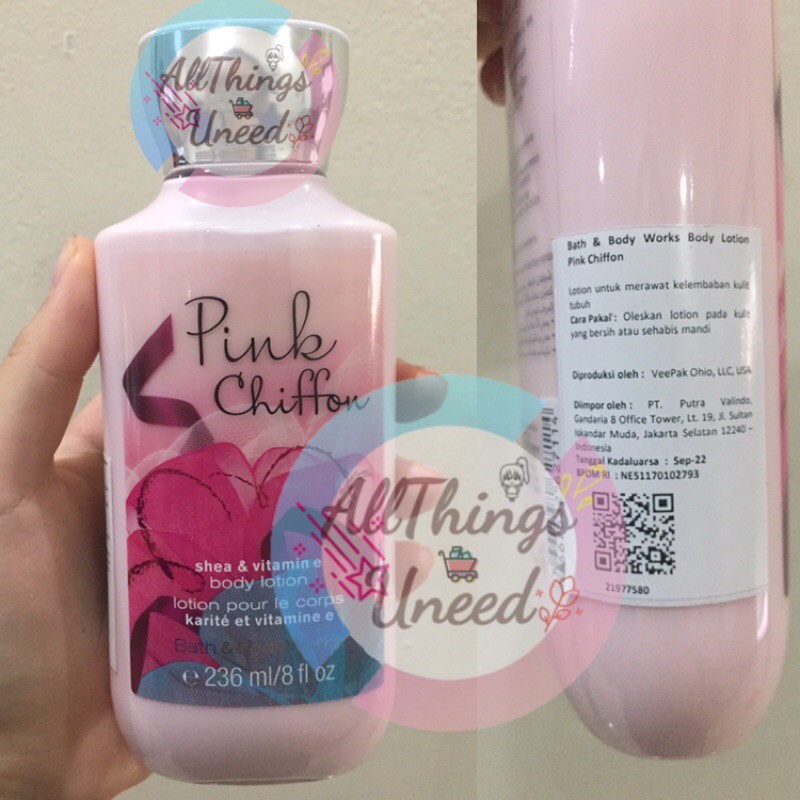 AllThings
Uneed
Pink
Chiffon
shea & vitamin e
body lotion
lotion pour le corps
karité et vitamine e
Bath & Body
℮ 236 ml/8 fl oz
AllThings
Uneed
Bath & Body Works Body Lotion
Pink Chiffon
Lotion untuk merawat kelembaban kulit
tubuh
Cara Pakai : Oleskan lotion pada kulit
yang bersih atau sehabis mandi
Diproduksi oleh : VeePak Ohio, LLC, USA
Diimpor oleh : PT. Putra Valindo,
Gandaria 8 Office Tower, Lt. 19, Jl. Sultan
Iskandar Muda, Jakarta Selatan 12240 –
Indonesia
Tanggal Kadaluarsa : Sep-22
BPOM RI : NE51170102793
21977580